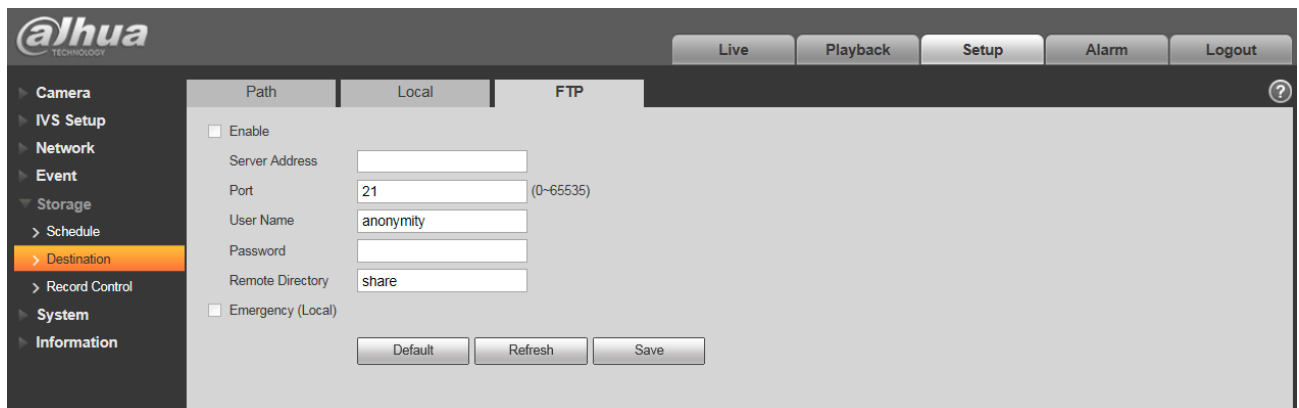 alhua
TECHNOLOGY
Live Playback Setup Alarm Logout
Camera
IVS Setup
Network
Event
Storage
Schedule
Destination
Record Control
System
Information
Path Local FTP
?
Enable
Server Address
Port 21 (0~65535)
User Name anonymity
Password
Remote Directory share
Emergency (Local)
Default Refresh Save